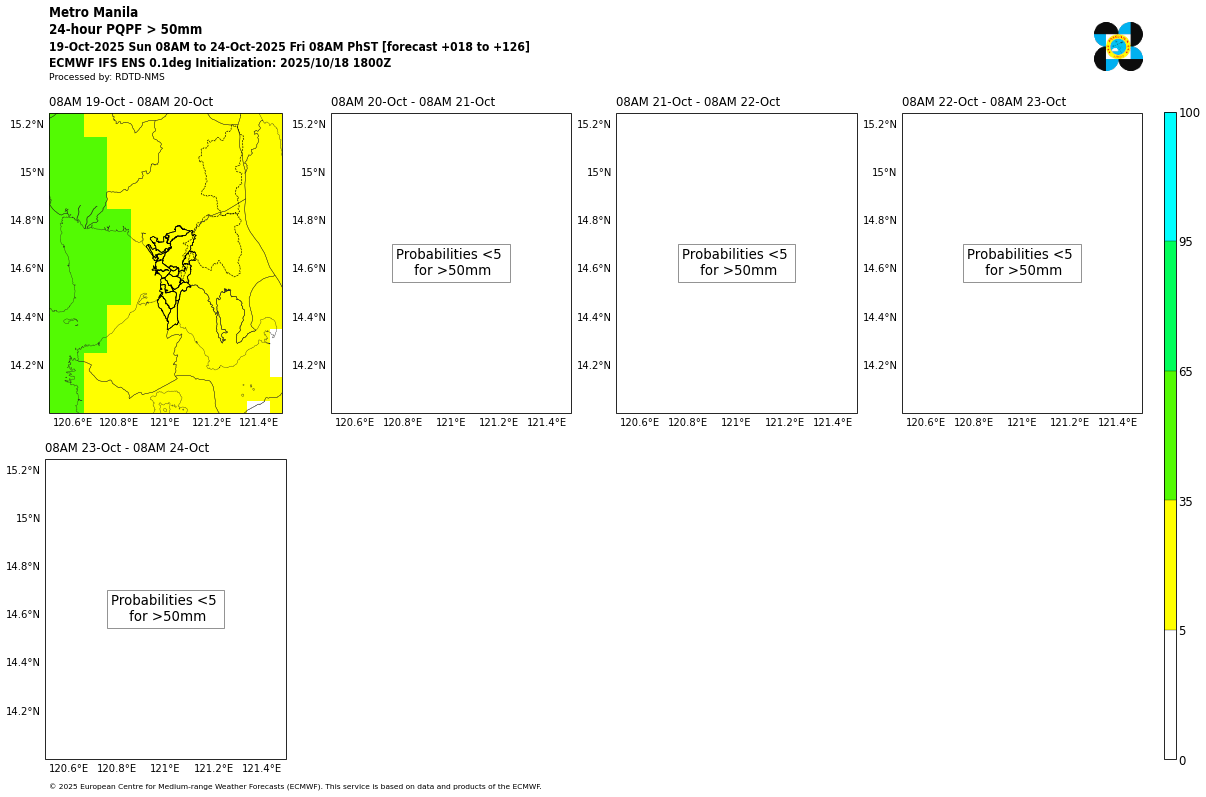 Metro Manila
24-hour PQPF > 50mm
19-Oct-2025 Sun 08AM to 24-Oct-2025 Fri 08AM PhST [forecast +018 to +126]
ECMWF IFS ENS 0.1deg Initialization: 2025/10/18 1800Z
Processed by: RDTD-NMS
08AM 19-Oct - 08AM 20-Oct
15.2°N
15°N
14.8°N
14.6°N
14.4°N
14.2°N
120.6°E 120.8°E 121°E 121.2°E 121.4°E
08AM 20-Oct - 08AM 21-Oct
15.2°N
15°N
14.8°N
14.6°N
14.4°N
14.2°N
Probabilities <5
for >50mm
120.6°E 120.8°E 121°E 121.2°E 121.4°E
08AM 21-Oct - 08AM 22-Oct
15.2°N
15°N
14.8°N
14.6°N
14.4°N
14.2°N
Probabilities <5
for >50mm
120.6°E 120.8°E 121°E 121.2°E 121.4°E
08AM 22-Oct - 08AM 23-Oct
15.2°N
15°N
14.8°N
14.6°N
14.4°N
14.2°N
Probabilities <5
for >50mm
120.6°E 120.8°E 121°E 121.2°E 121.4°E
100
95
65
35
5
0
08AM 23-Oct - 08AM 24-Oct
15.2°N
15°N
14.8°N
14.6°N
14.4°N
14.2°N
Probabilities <5
for >50mm
120.6°E 120.8°E 121°E 121.2°E 121.4°E
© 2025 European Centre for Medium-range Weather Forecasts (ECMWF). This service is based on data and products of the ECMWF.